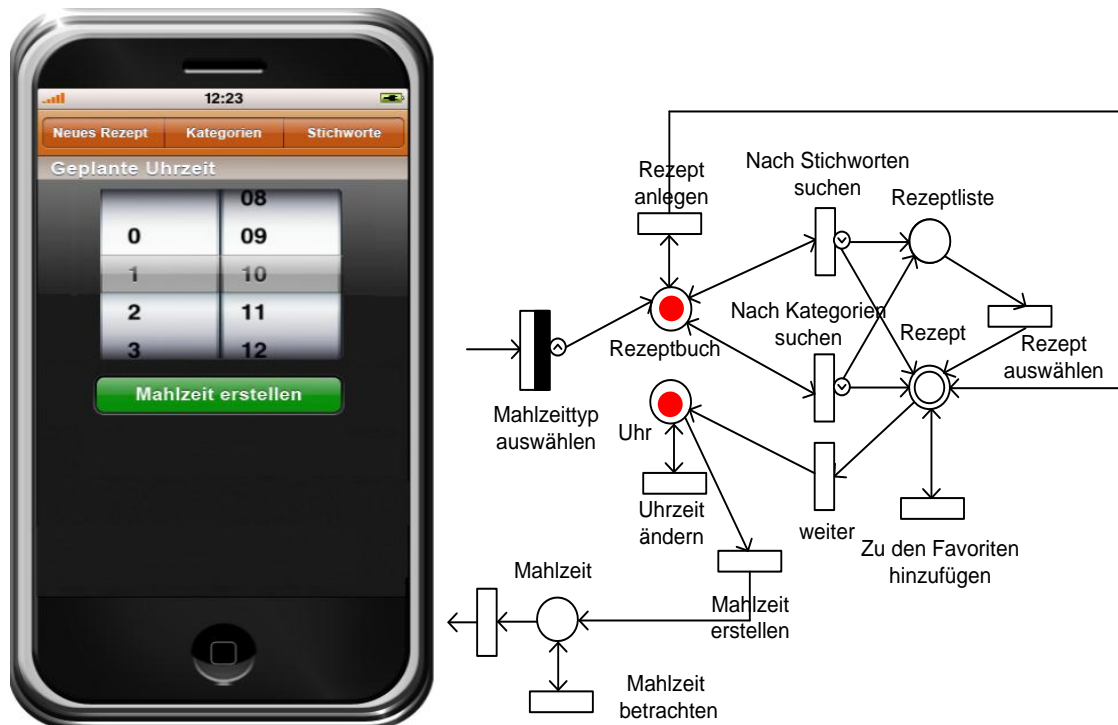 12:23
Neues Rezept Kategorien Stichworte
Geplante Uhrzeit
08
0 09
1 10
2 11
3 12
Mahlzeit erstellen
Rezept
anlegen
Nach Stichworten
suchen
Rezeptliste
Rezeptbuch
Nach Kategorien
suchen
Rezept
Rezept
auswählen
Mahlzeittyp
auswählen
Uhr
Uhrzeit
ändern
weiter
Zu den Favoriten
hinzufügen
Mahlzeit
Mahlzeit
erstellen
Mahlzeit
betrachten